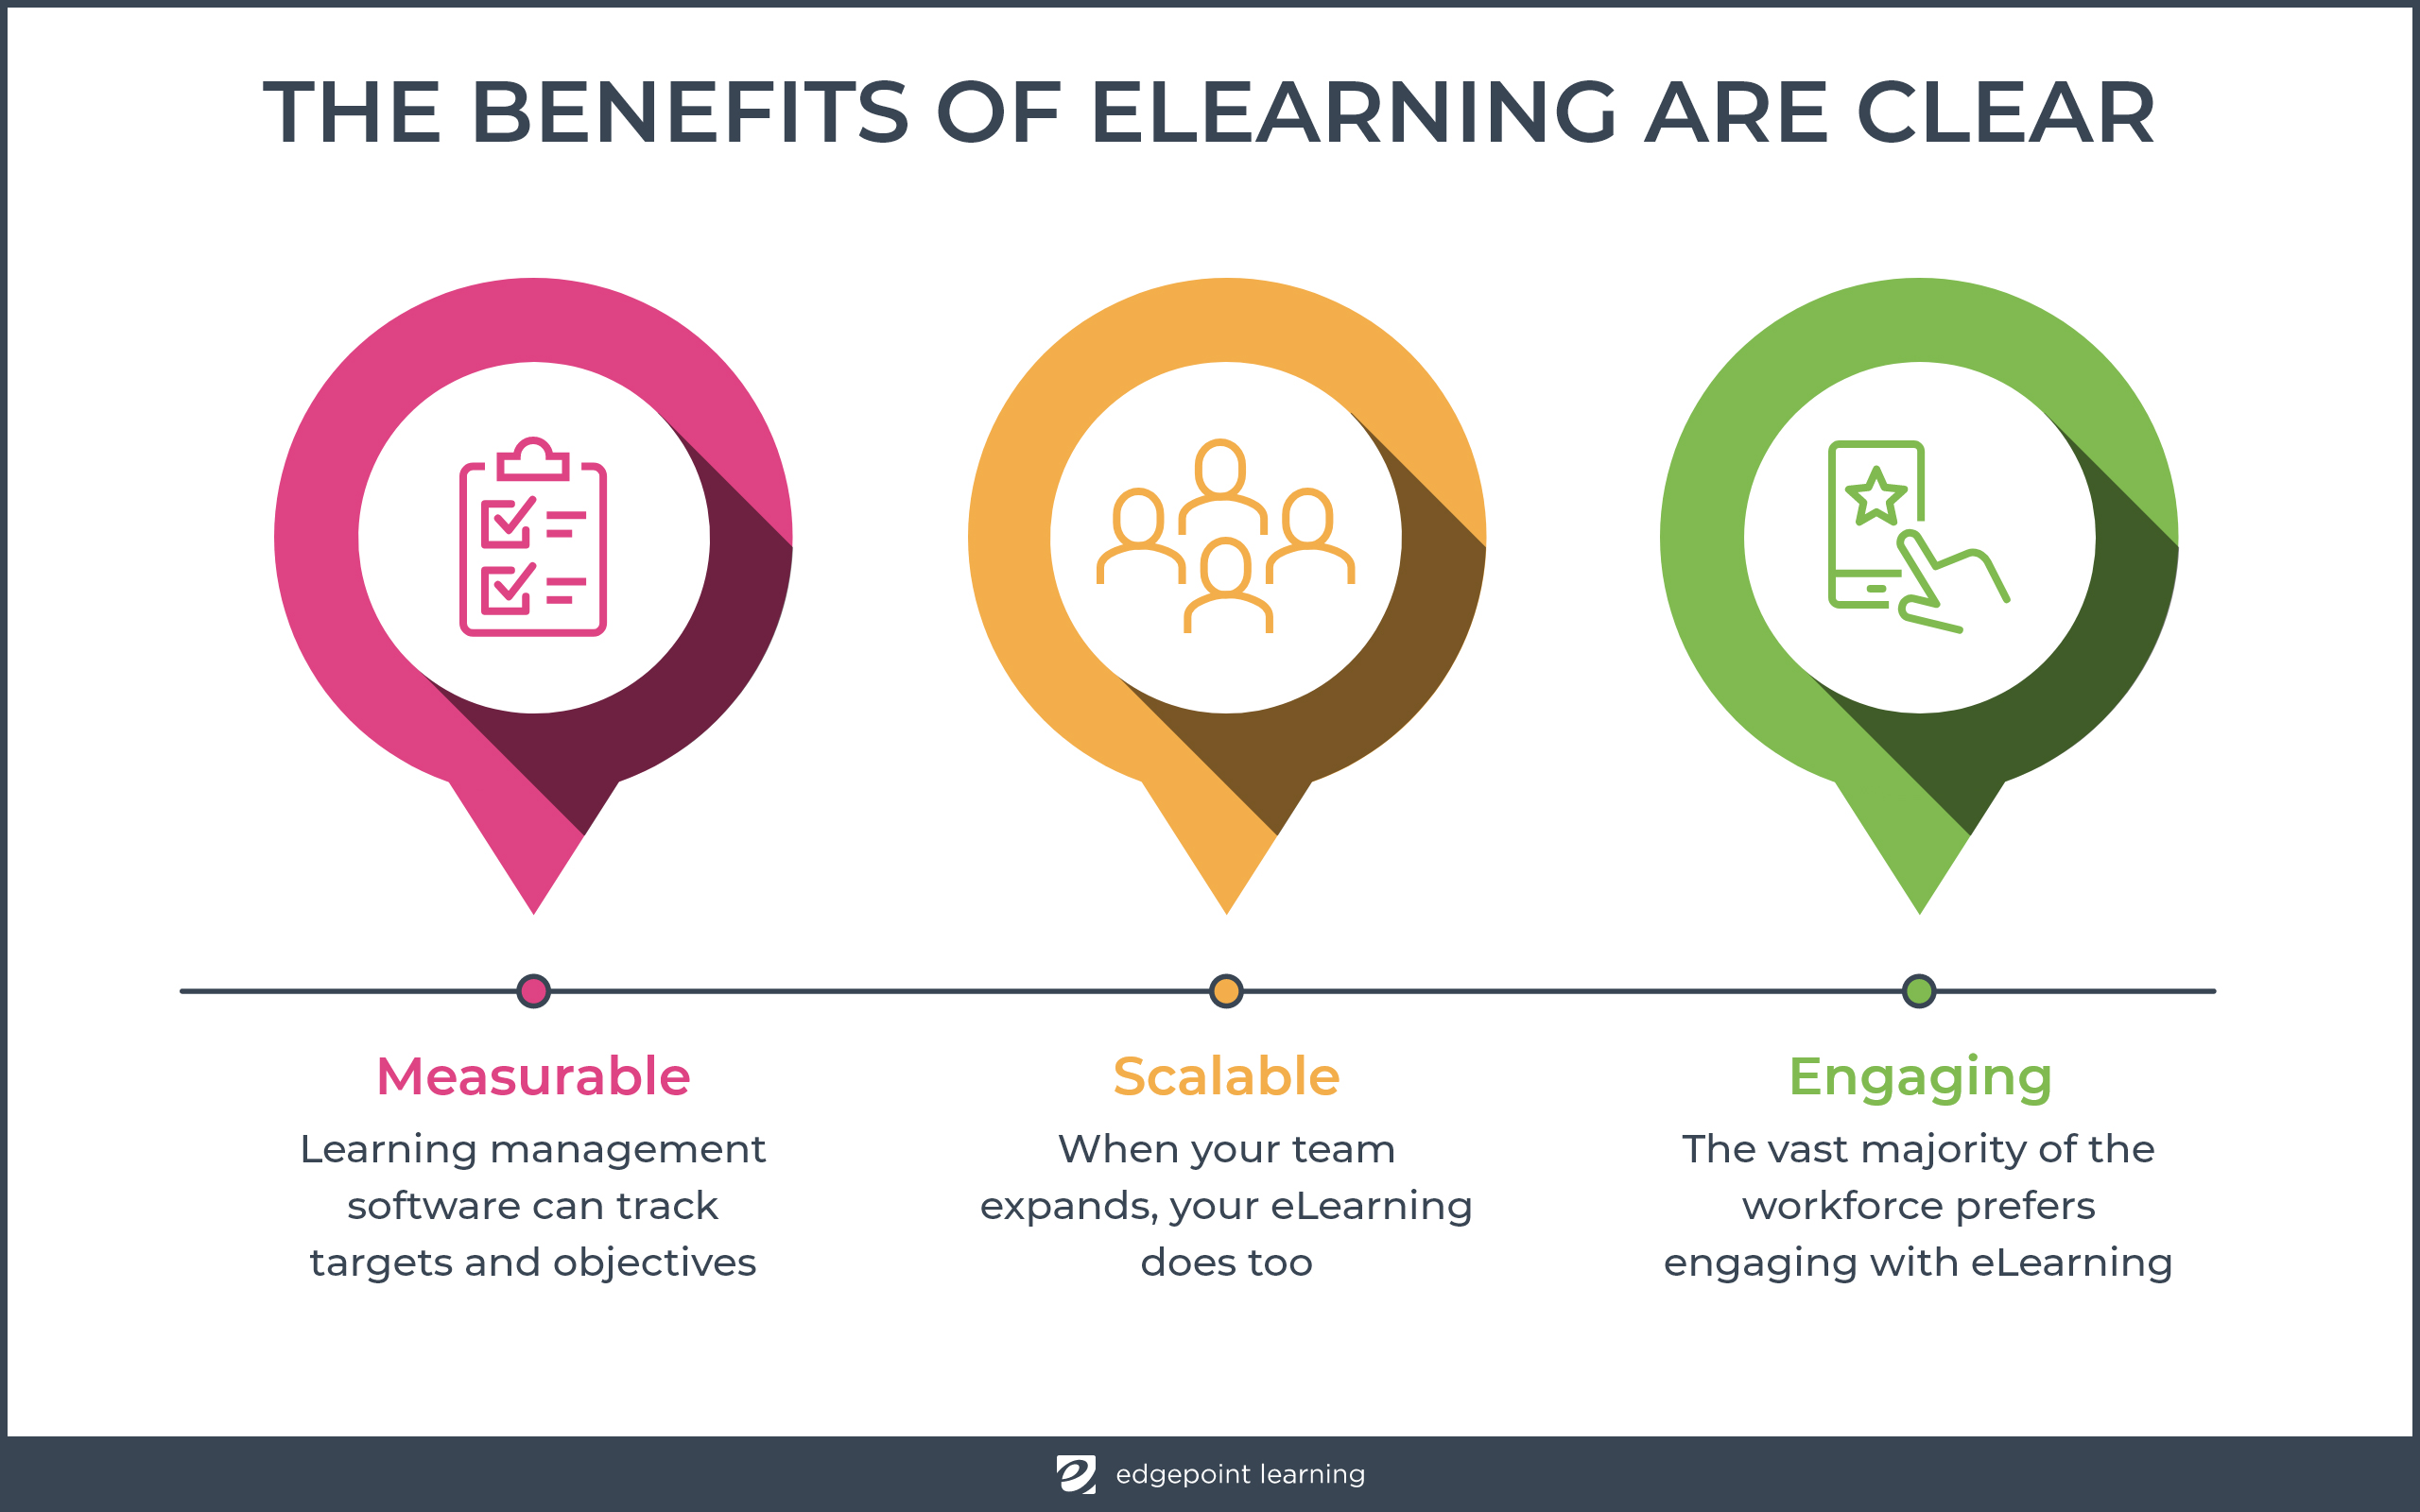 THE BENEFITS OF ELEARNING ARE CLEAR
Measurable
Learning management
software can track
targets and objectives
Scalable
When your team
expands, your eLearning
does too
Engaging
The vast majority of the
workforce prefers
engaging with eLearning
edgepoint learning